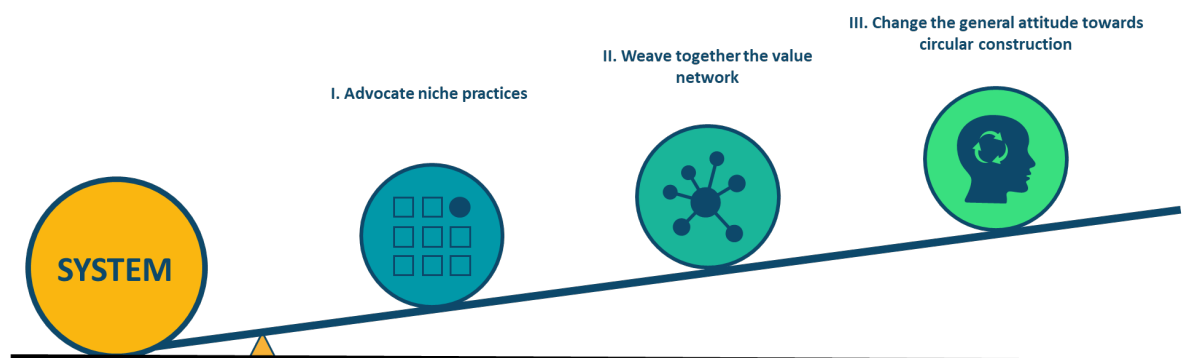 III. Change the general attitude towards
circular construction
II. Weave together the value
network
I. Advocate niche practices
SYSTEM